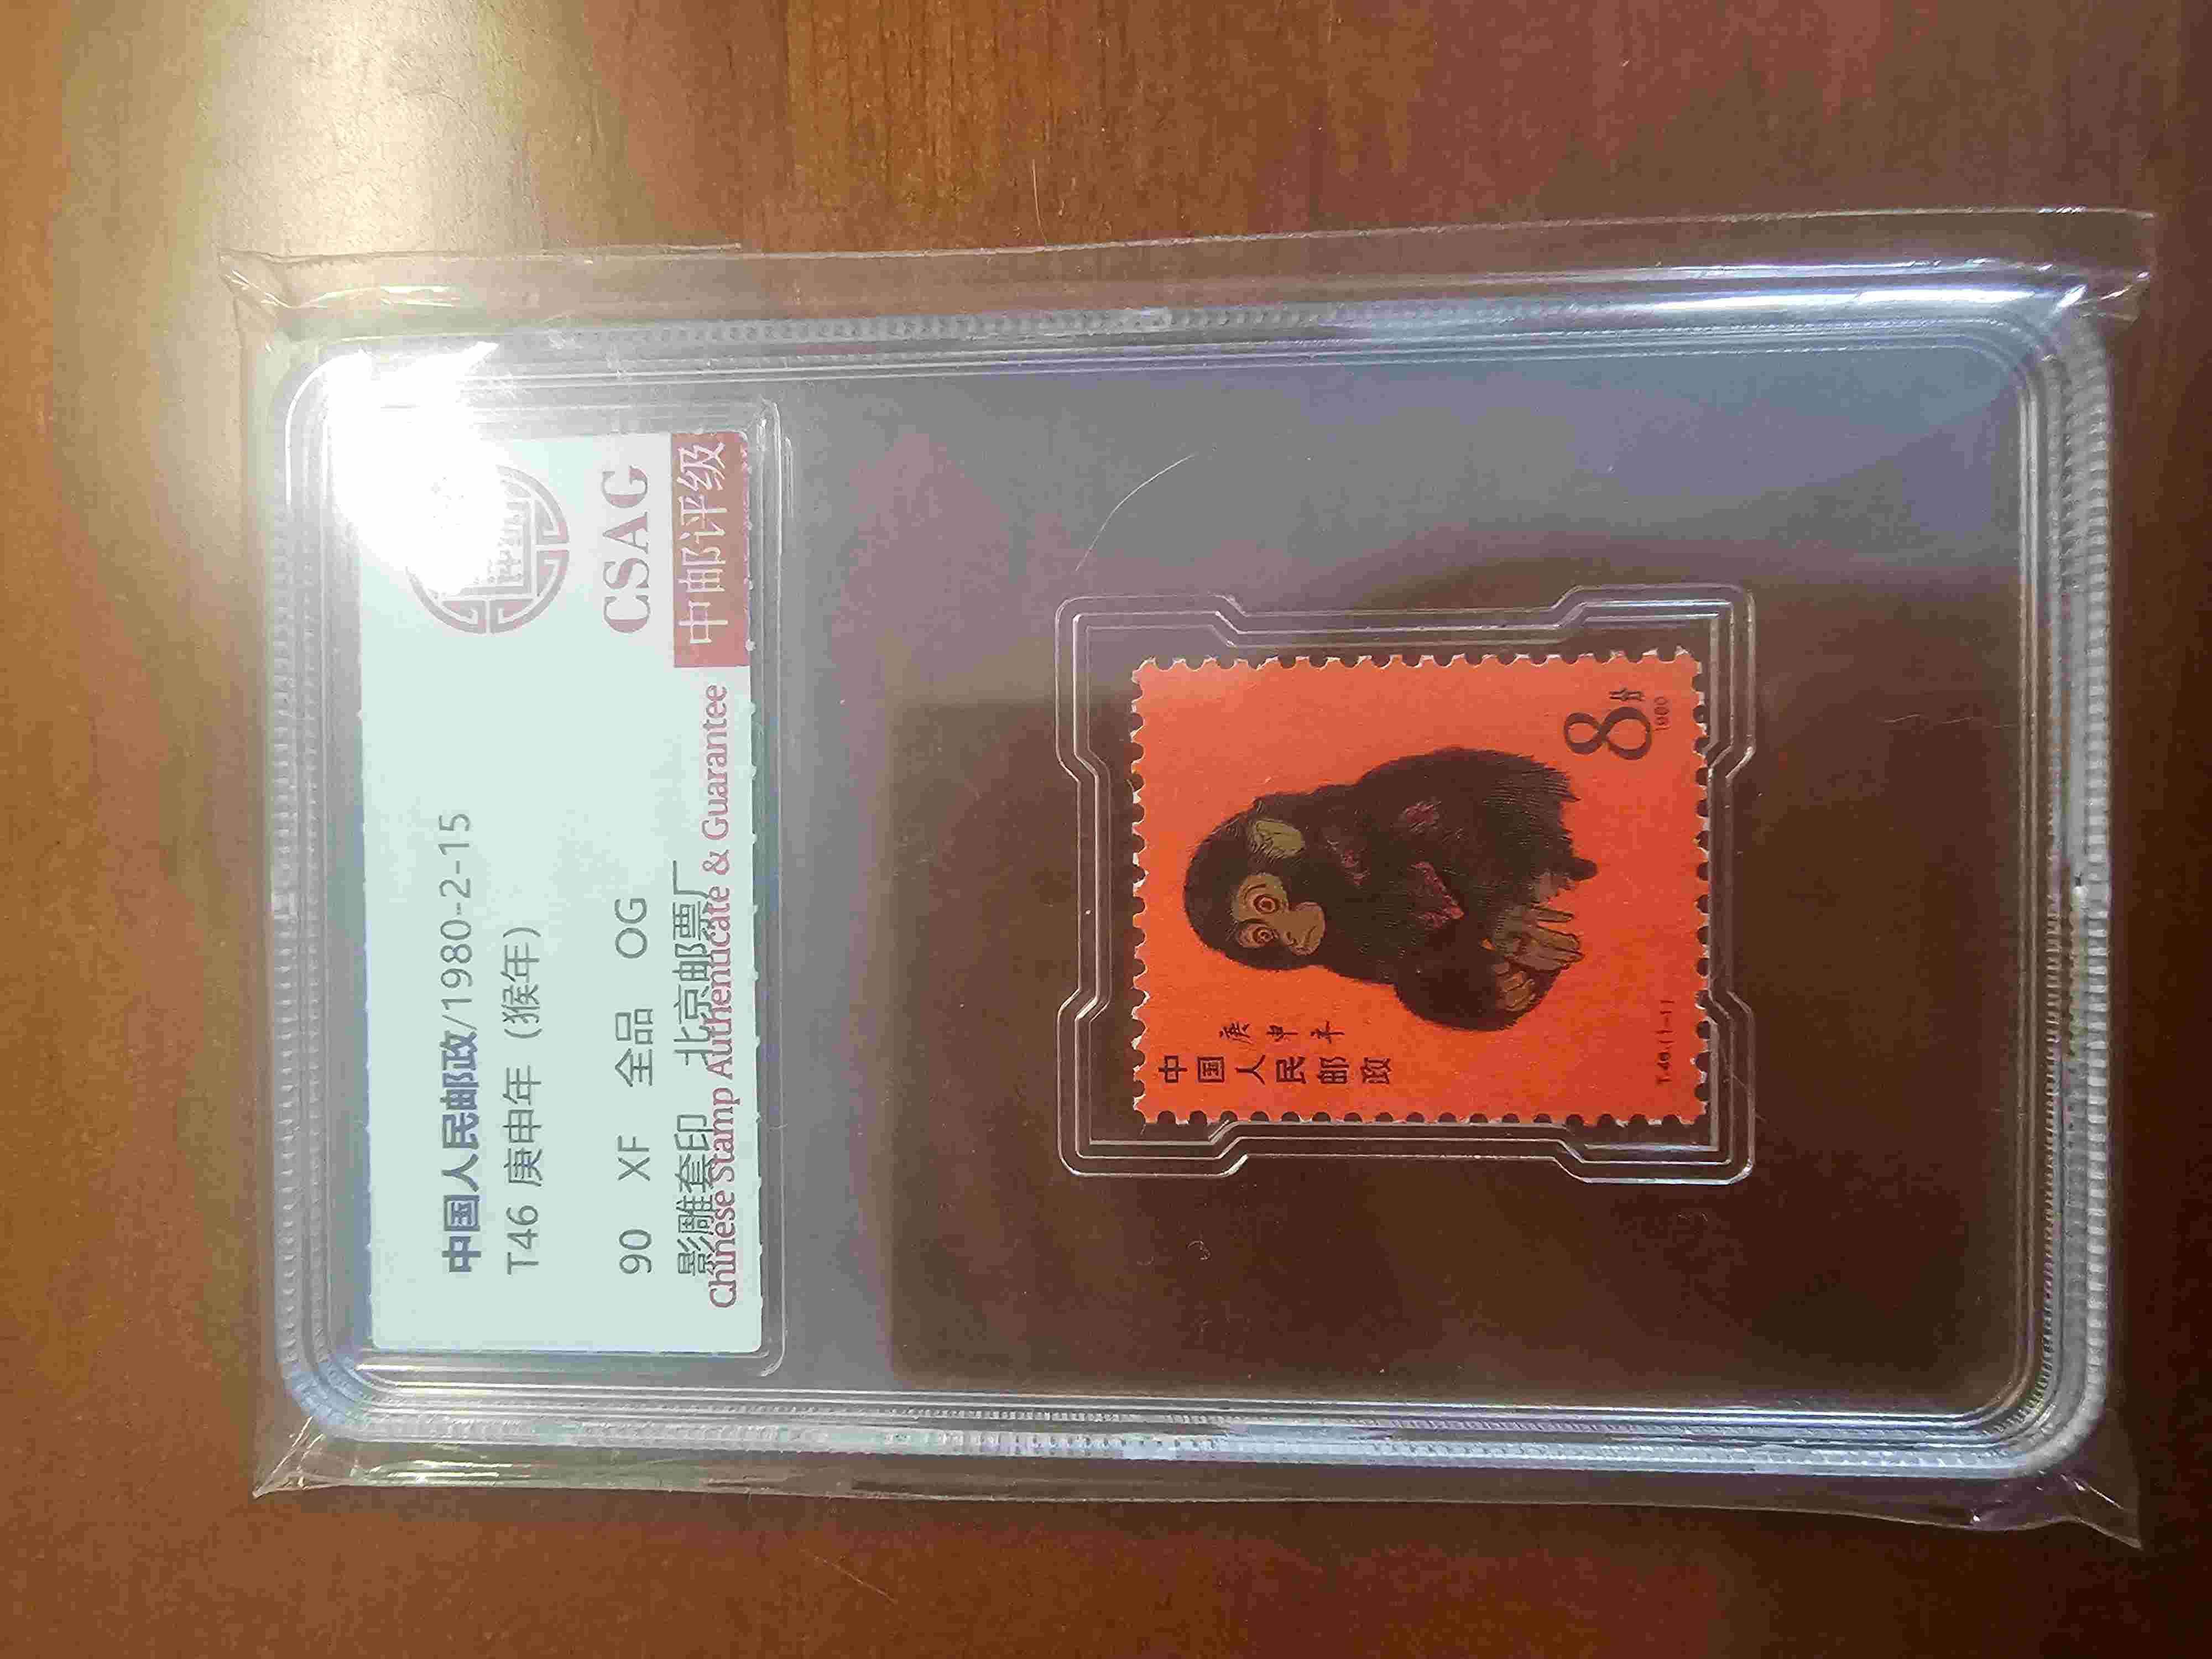 中国人民邮政/1980-2-15
T46 庚申年 (猴年)
90 XF 全品 OG
影雕套印 北京邮票厂
Chinese Stamp Authenticate & Guarantee
CSAG
中邮评级
中国人民邮政
庚申年
8分
1980
T.46.(1-1)